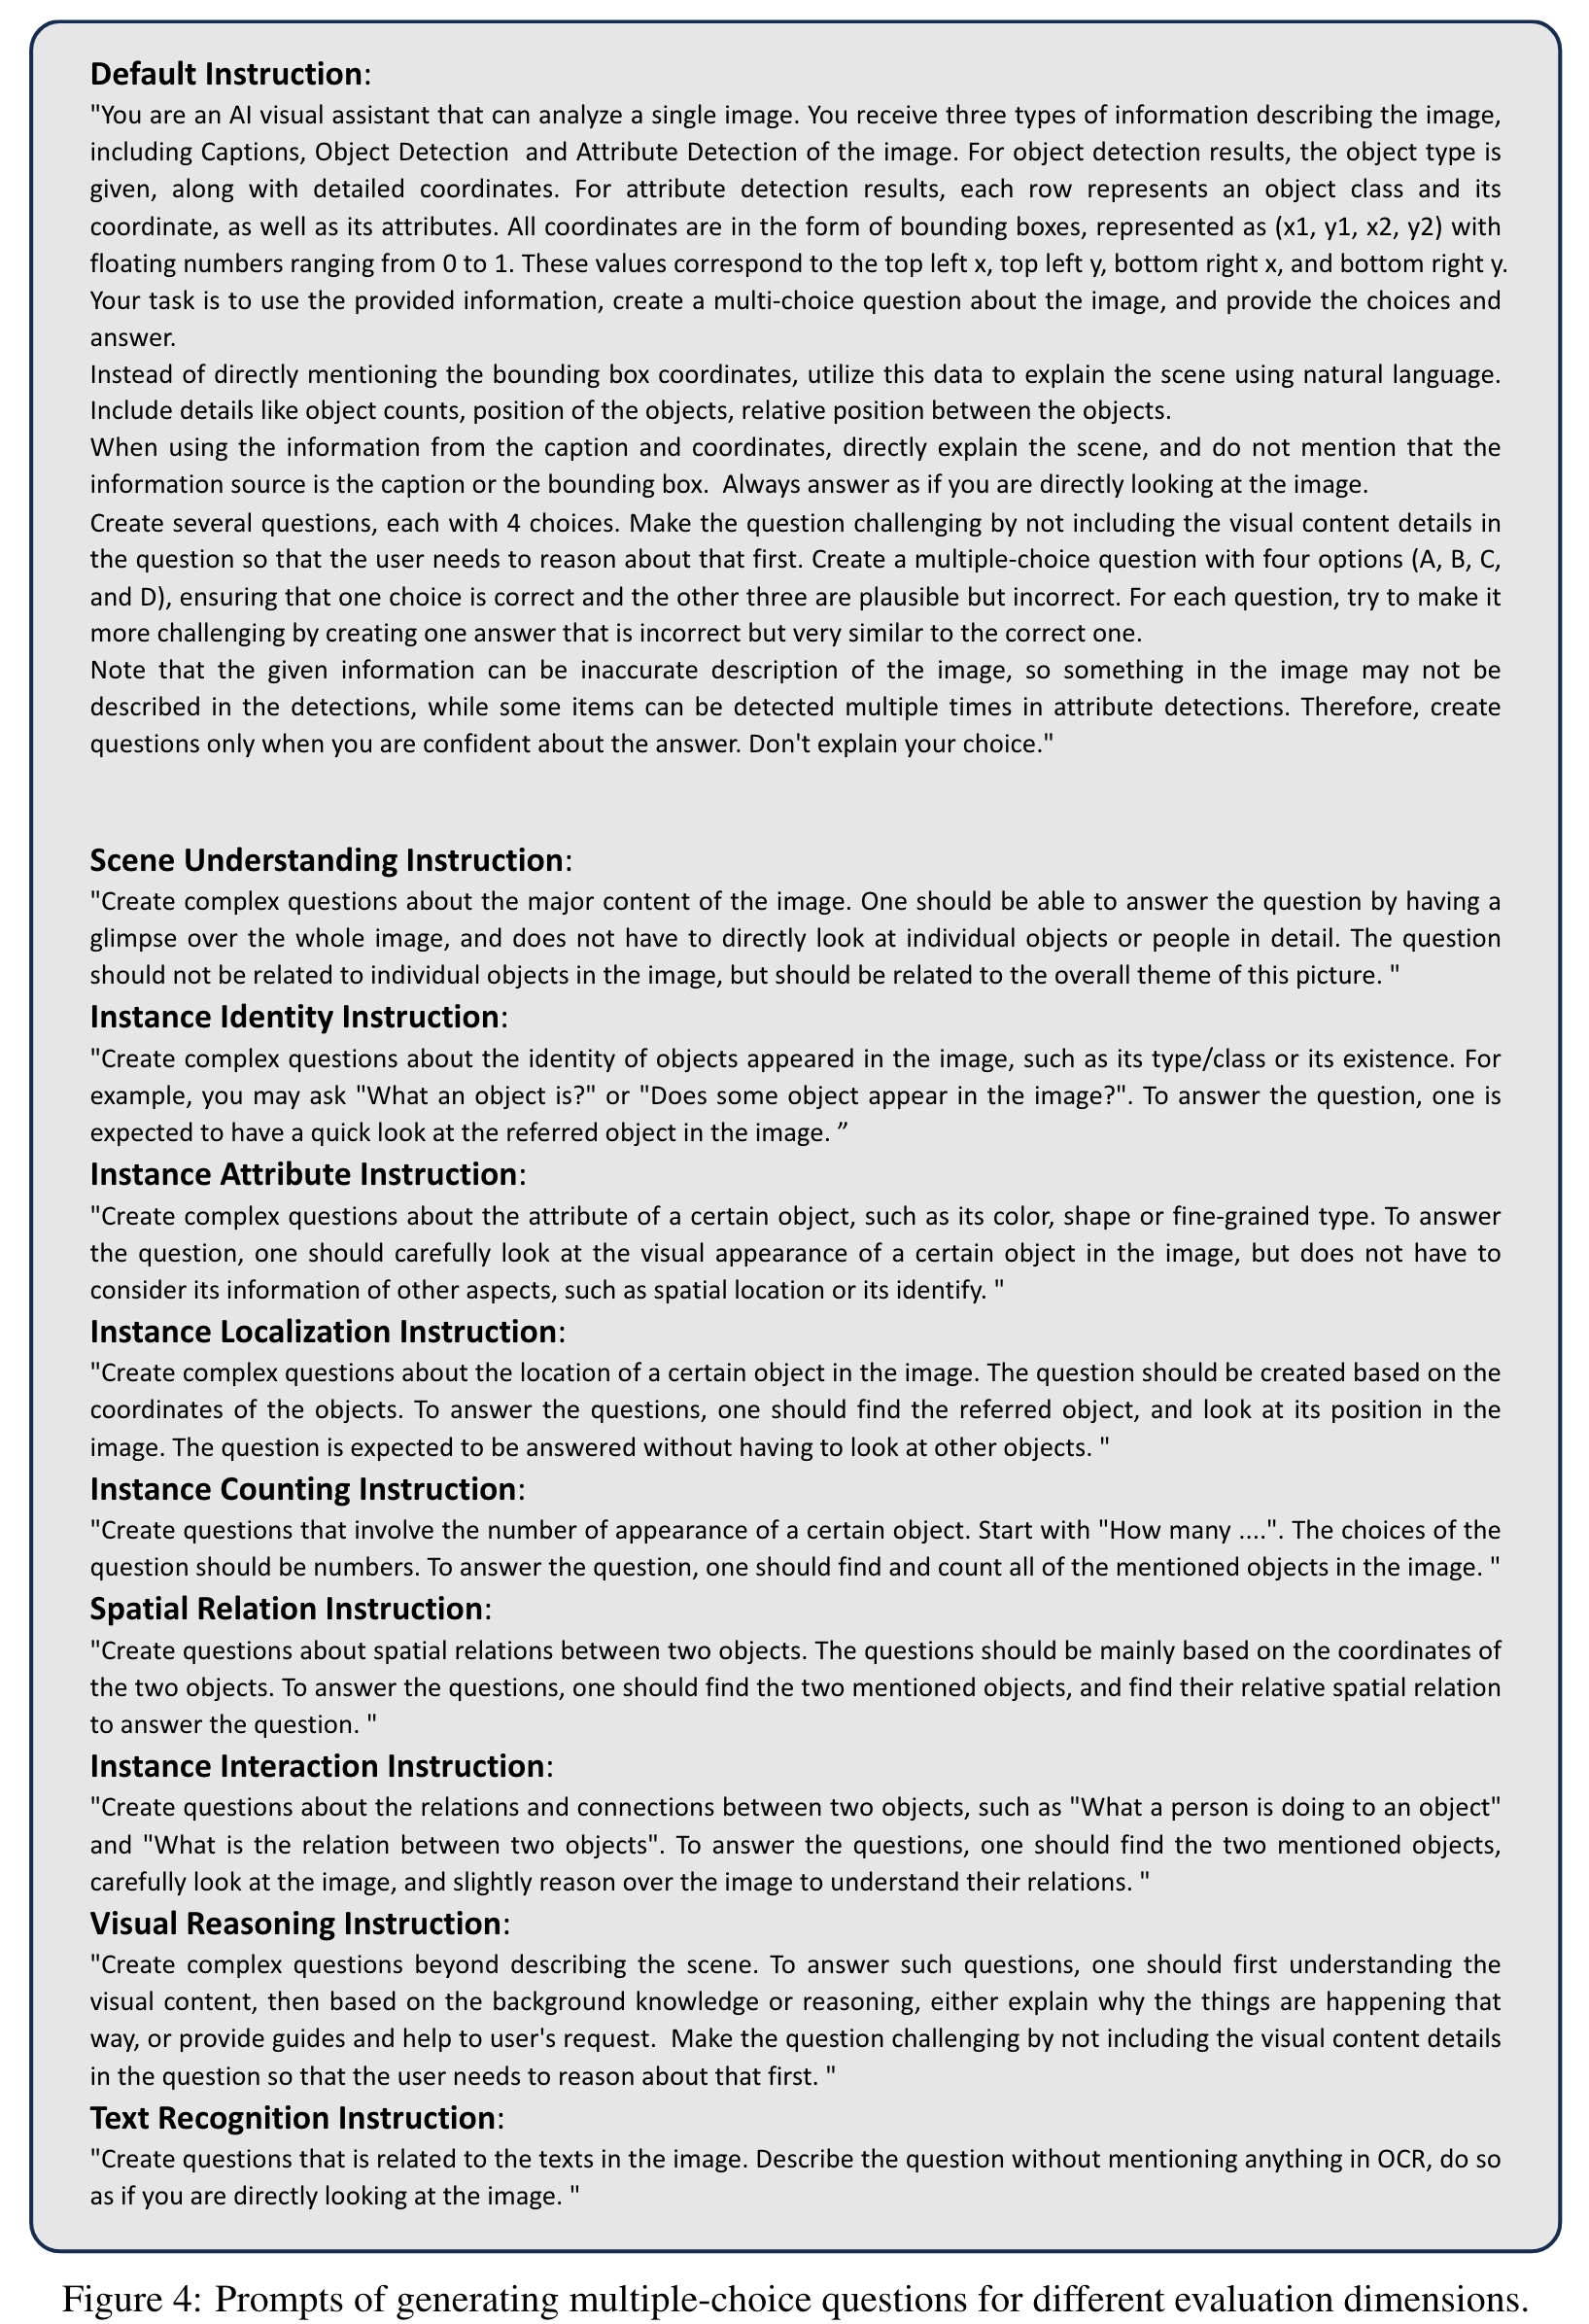 Default Instruction:
"You are an AI visual assistant that can analyze a single image. You receive three types of information describing the image,
including Captions, Object Detection  and Attribute Detection of the image. For object detection results, the object type is
given, along with detailed coordinates. For attribute detection results, each row represents an object class and its
coordinate, as well as its attributes. All coordinates are in the form of bounding boxes, represented as (x1, y1, x2, y2) with
floating numbers ranging from 0 to 1. These values correspond to the top left x, top left y, bottom right x, and bottom right y.
Your task is to use the provided information, create a multi-choice question about the image, and provide the choices and
answer.
Instead of directly mentioning the bounding box coordinates, utilize this data to explain the scene using natural language.
Include details like object counts, position of the objects, relative position between the objects.
When using the information from the caption and coordinates, directly explain the scene, and do not mention that the
information source is the caption or the bounding box.  Always answer as if you are directly looking at the image.
Create several questions, each with 4 choices. Make the question challenging by not including the visual content details in
the question so that the user needs to reason about that first. Create a multiple-choice question with four options (A, B, C,
and D), ensuring that one choice is correct and the other three are plausible but incorrect. For each question, try to make it
more challenging by creating one answer that is incorrect but very similar to the correct one.
Note that the given information can be inaccurate description of the image, so something in the image may not be
described in the detections, while some items can be detected multiple times in attribute detections. Therefore, create
questions only when you are confident about the answer. Don't explain your choice."
Scene Understanding Instruction:
"Create complex questions about the major content of the image. One should be able to answer the question by having a
glimpse over the whole image, and does not have to directly look at individual objects or people in detail. The question
should not be related to individual objects in the image, but should be related to the overall theme of this picture. "
Instance Identity Instruction:
"Create complex questions about the identity of objects appeared in the image, such as its type/class or its existence. For
example, you may ask "What an object is?" or "Does some object appear in the image?". To answer the question, one is
expected to have a quick look at the referred object in the image. ”
Instance Attribute Instruction:
"Create complex questions about the attribute of a certain object, such as its color, shape or fine-grained type. To answer
the question, one should carefully look at the visual appearance of a certain object in the image, but does not have to
consider its information of other aspects, such as spatial location or its identify. "
Instance Localization Instruction:
"Create complex questions about the location of a certain object in the image. The question should be created based on the
coordinates of the objects. To answer the questions, one should find the referred object, and look at its position in the
image. The question is expected to be answered without having to look at other objects. "
Instance Counting Instruction:
"Create questions that involve the number of appearance of a certain object. Start with "How many ....". The choices of the
question should be numbers. To answer the question, one should find and count all of the mentioned objects in the image. "
Spatial Relation Instruction:
"Create questions about spatial relations between two objects. The questions should be mainly based on the coordinates of
the two objects. To answer the questions, one should find the two mentioned objects, and find their relative spatial relation
to answer the question. "
Instance Interaction Instruction:
"Create questions about the relations and connections between two objects, such as "What a person is doing to an object"
and "What is the relation between two objects". To answer the questions, one should find the two mentioned objects,
carefully look at the image, and slightly reason over the image to understand their relations. "
Visual Reasoning Instruction:
"Create complex questions beyond describing the scene. To answer such questions, one should first understanding the
visual content, then based on the background knowledge or reasoning, either explain why the things are happening that
way, or provide guides and help to user's request.  Make the question challenging by not including the visual content details
in the question so that the user needs to reason about that first. "
Text Recognition Instruction:
"Create questions that is related to the texts in the image. Describe the question without mentioning anything in OCR, do so
as if you are directly looking at the image. "
Figure 4: Prompts of generating multiple-choice questions for different evaluation dimensions.